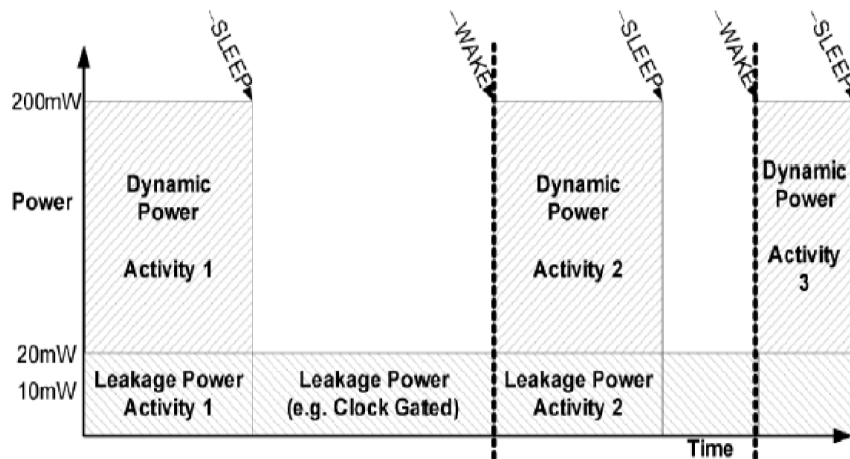 ~SLEEP
~WAKE
~SLEEP
~WAKE
~SLEEP
200mW
Power
20mW
10mW
Dynamic
Power
Activity 1
Dynamic
Power
Activity 2
Dynamic
Power
Activity
3
Leakage Power
Activity 1
Leakage Power
(e.g. Clock Gated)
Leakage Power
Activity 2
Time